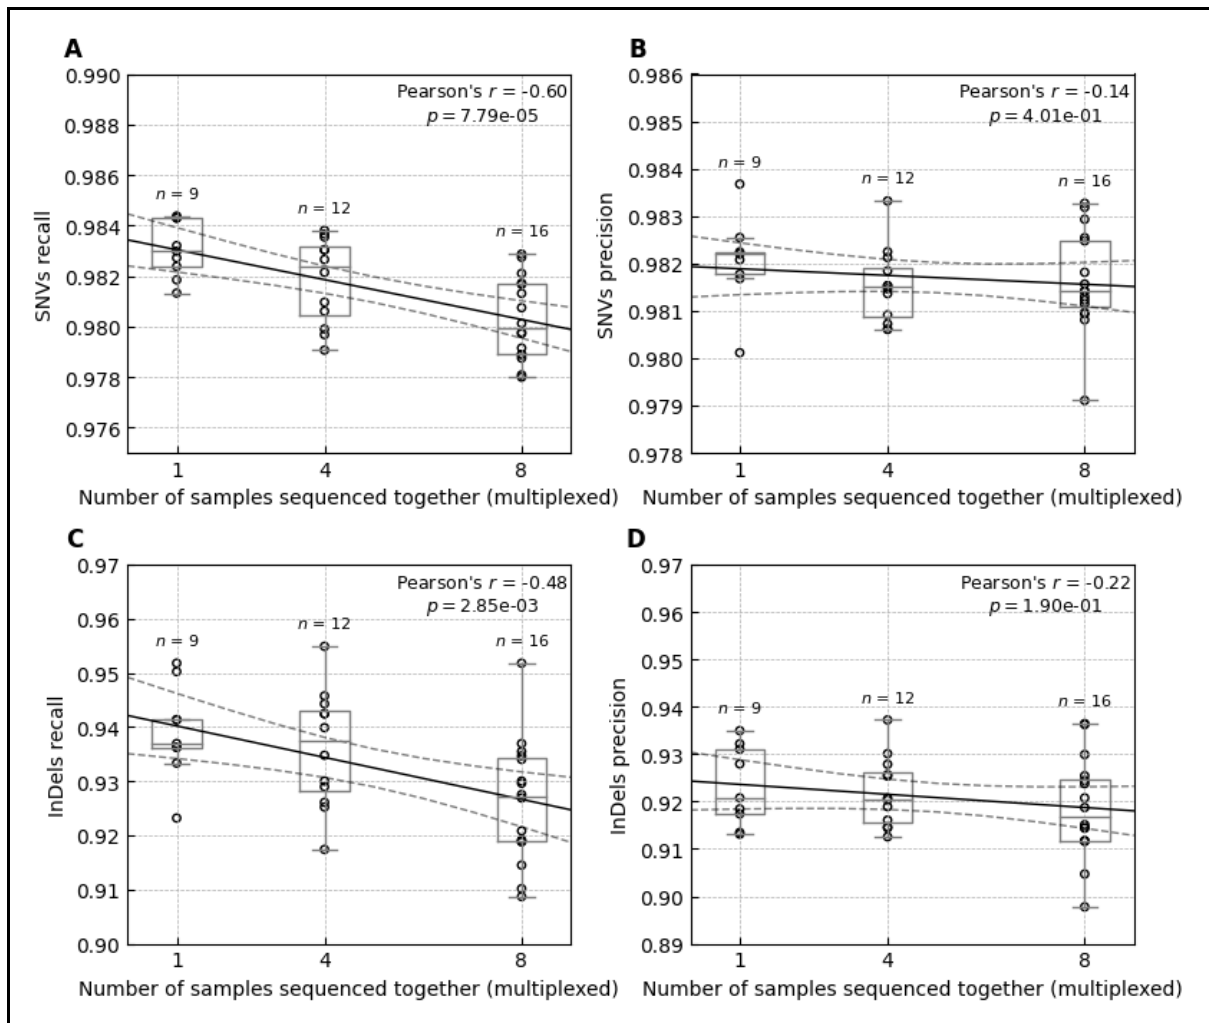 A
0.990
0.988
0.986
0.984
0.982
0.980
0.978
0.976
SNVs recall
Pearson's r = -0.60
p = 7.79e-05
n = 9
n = 12
n = 16
1
4
8
Number of samples sequenced together (multiplexed)
B
0.986
0.985
0.984
0.983
0.982
0.981
0.980
0.979
0.978
SNVs precision
Pearson's r = -0.14
p = 4.01e-01
n = 9
n = 12
n = 16
1
4
8
Number of samples sequenced together (multiplexed)
C
0.97
0.96
0.95
0.94
0.93
0.92
0.91
0.90
InDels recall
Pearson's r = -0.48
p = 2.85e-03
n = 9
n = 12
n = 16
1
4
8
Number of samples sequenced together (multiplexed)
D
0.97
0.96
0.95
0.94
0.93
0.92
0.91
0.90
0.89
InDels precision
Pearson's r = -0.22
p = 1.90e-01
n = 9
n = 12
n = 16
1
4
8
Number of samples sequenced together (multiplexed)